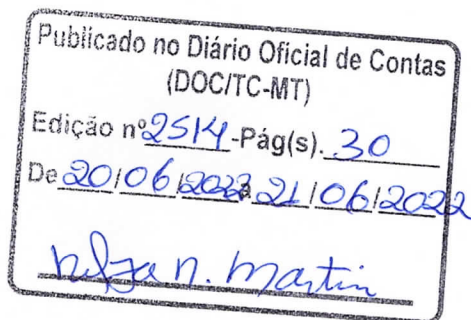 Publicado no Diário Oficial de Contas
(DOC/TC-MT)
Edição nº 2514 -Pág(s). 30
De 20/06/2022 a 21/06/2022
n. martin